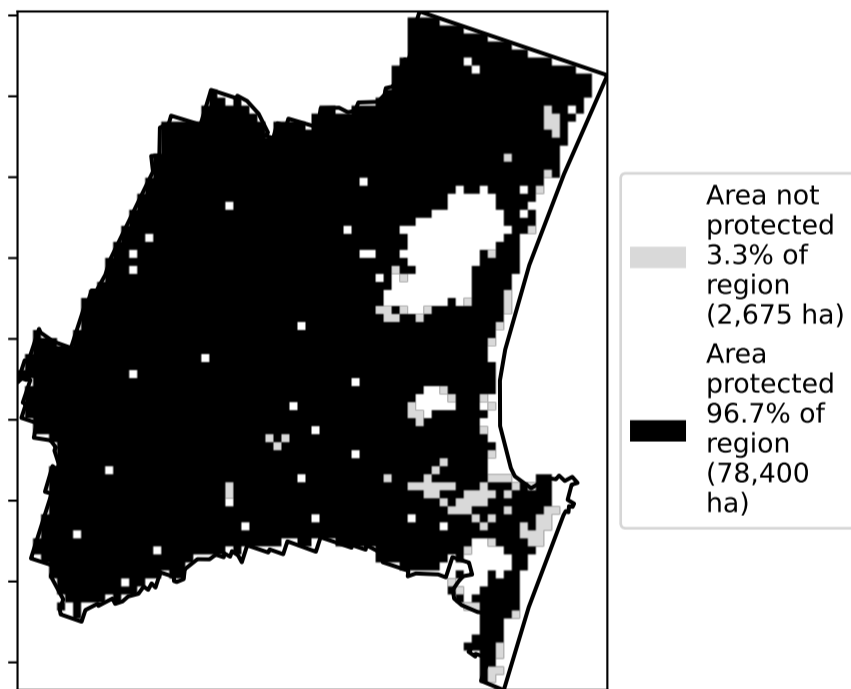 Area not
protected
3.3% of
region
(2,675 ha)
Area
protected
96.7% of
region
(78,400
ha)